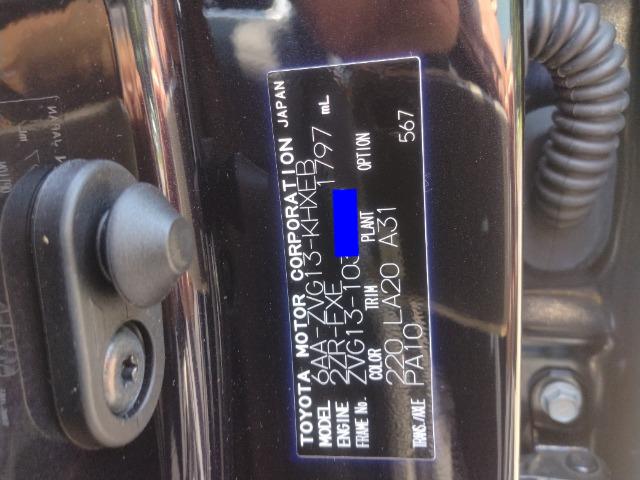 TOYOTA MOTOR CORPORATION JAPAN
MODEL 6AA-ZVG13-KHXEB
ENGINE 2ZR-FXE 1797 mL
FRAME No. ZVG13-103
COLOR TRIM PLANT OPTION
220 LA20 A31 567
TRANS./AXLE PA10